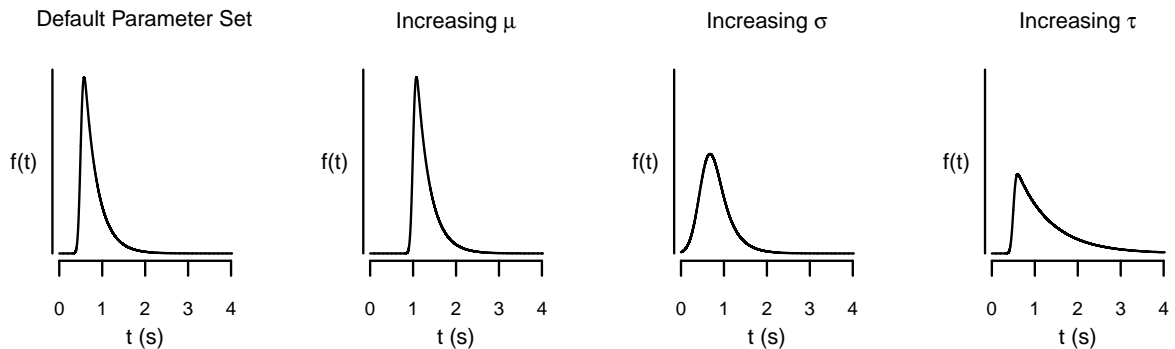 Default Parameter Set
Increasing μ
Increasing σ
Increasing τ
f(t)
f(t)
f(t)
f(t)
0 1 2 3 4
0 1 2 3 4
0 1 2 3 4
0 1 2 3 4
t (s)
t (s)
t (s)
t (s)